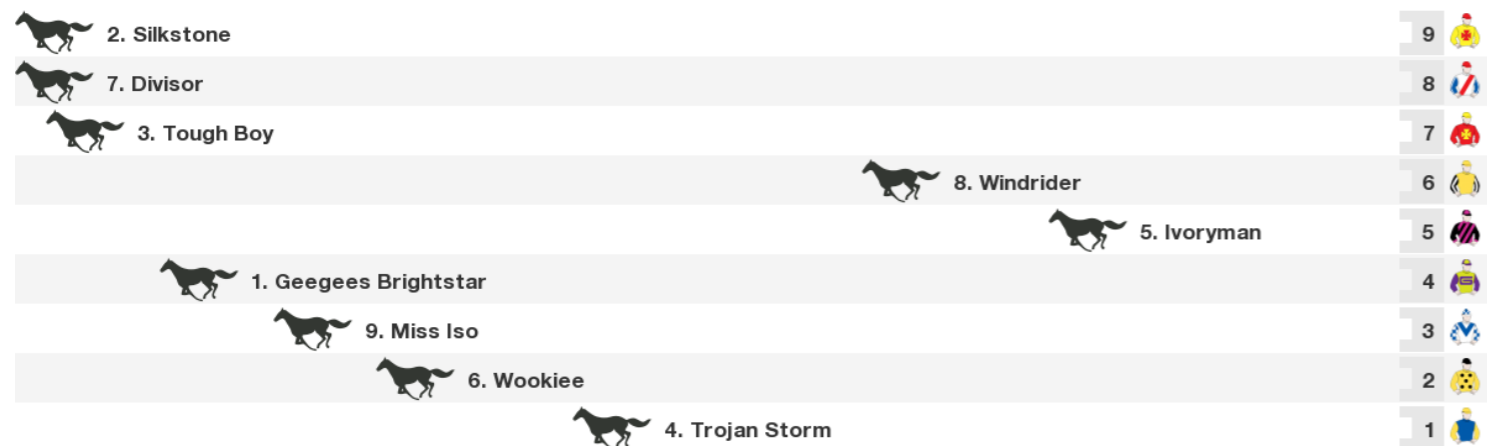 2. Silkstone 9
7. Divisor 8
3. Tough Boy 7
8. Windrider 6
5. Ivoryman 5
1. Geegees Brightstar 4
9. Miss Iso 3
6. Wookiee 2
4. Trojan Storm 1